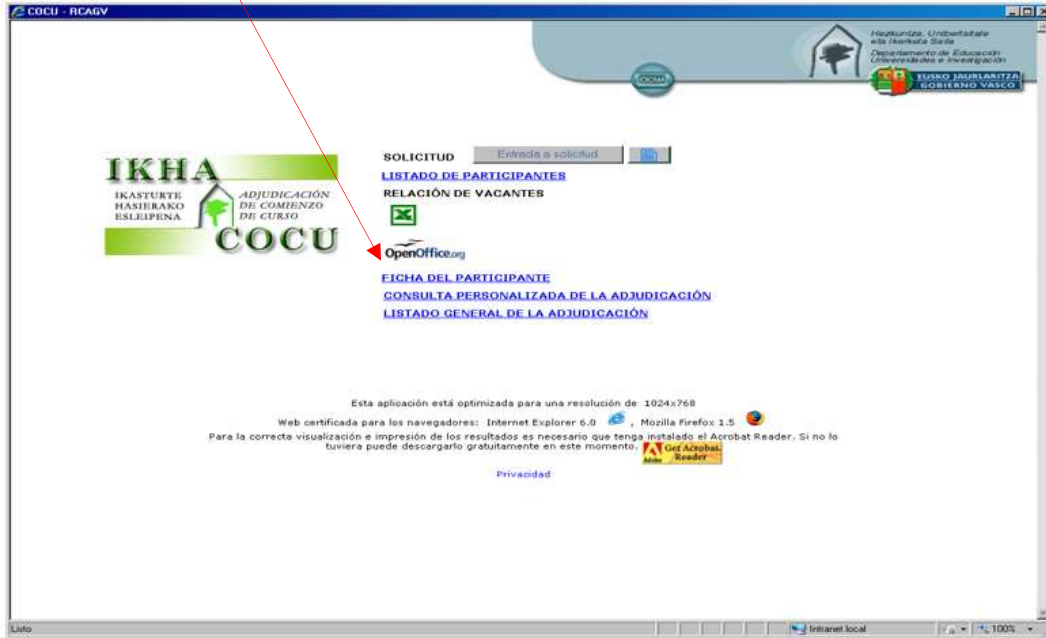 COCU - RCAGV
Hezkuntza, Unibertsitate
eta Ikerketa Saila
Departamento de Educación
Universidades e Investigación
EUSKO JAURLARITZA
GOBIERNO VASCO
IKHA
IKASTURTE
HASIERAKO
ESLEIPENA
ADJUDICACIÓN
DE COMIENZO
DE CURSO
COCU
SOLICITUD Entrada a solicitud
LISTADO DE PARTICIPANTES
RELACIÓN DE VACANTES
OpenOffice.org
FICHA DEL PARTICIPANTE
CONSULTA PERSONALIZADA DE LA ADJUDICACIÓN
LISTADO GENERAL DE LA ADJUDICACIÓN
Esta aplicación está optimizada para una resolución de 1024x768
Web certificada para los navegadores: Internet Explorer 6.0 , Mozilla Firefox 1.5
Para la correcta visualización e impresión de los resultados es necesario que tenga instalado el Acrobat Reader. Si no lo
tuviera puede descargarlo gratuitamente en este momento. Get Acrobat Reader Adobe
Privacidad
Listo Intranet local 100%